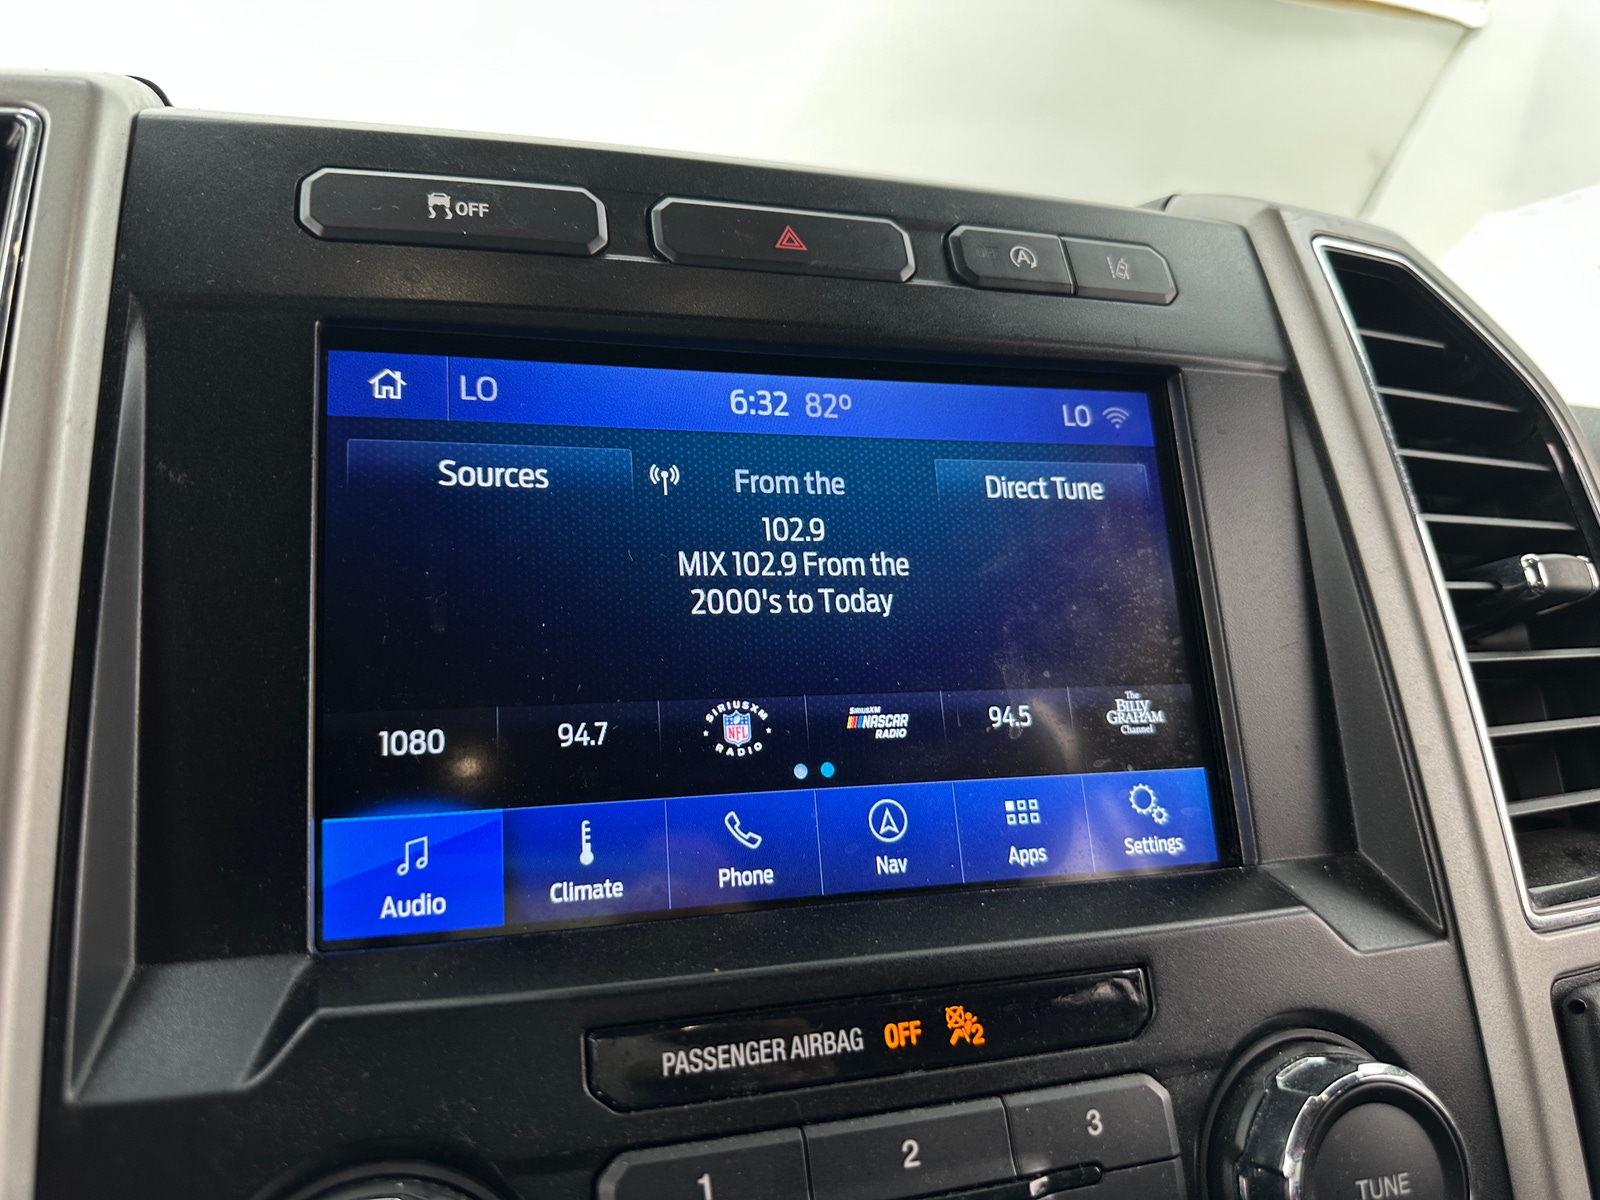 OFF
OFF
LO
6:32 82°
LO
Sources
From the
Direct Tune
102.9
MIX 102.9 From the
2000's to Today
1080
94.7
SIRIUSXM
NFL
RADIO
SIRIUSXM
NASCAR
RADIO
94.5
The
BILLY
GRAHAM
Channel
Audio
Climate
Phone
Nav
Apps
Settings
PASSENGER AIRBAG OFF 2
1
2
3
TUNE